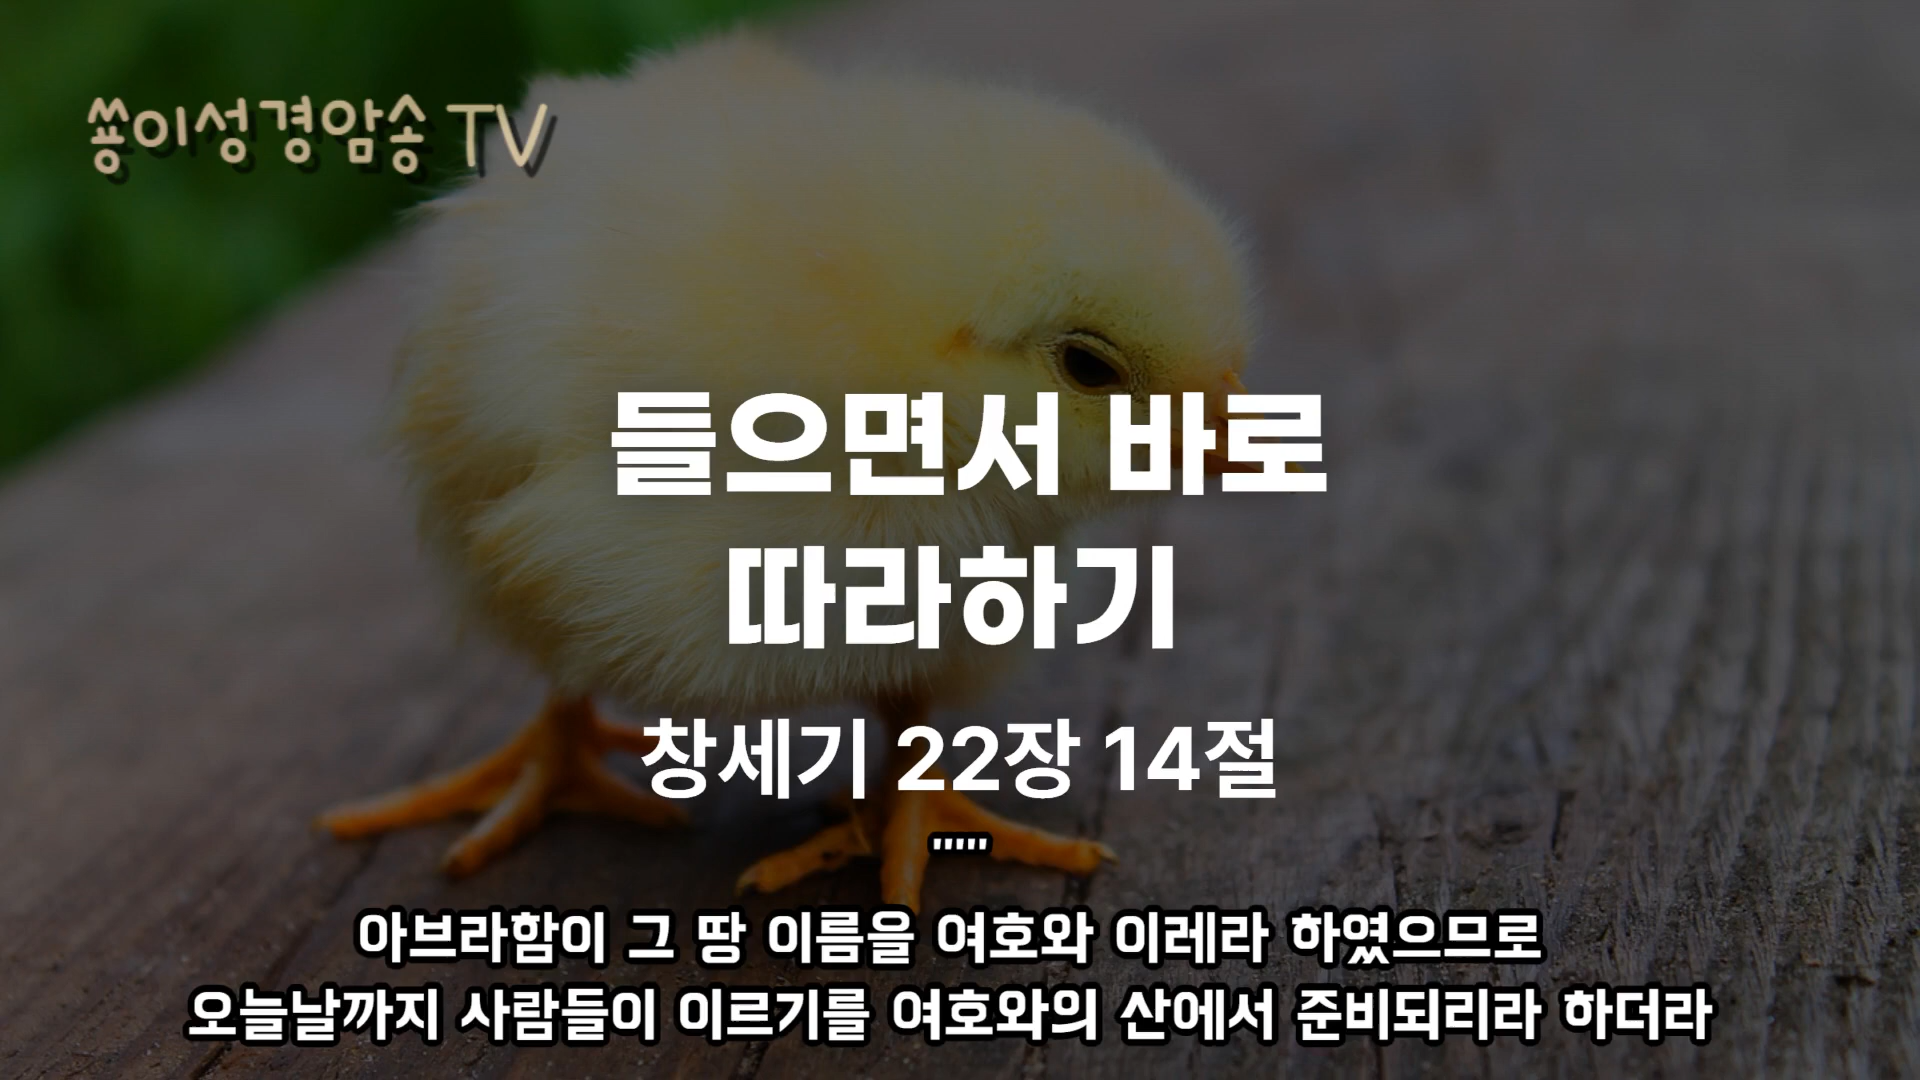 쑝이성경암송 TV
들으면서 바로
따라하기
창세기 22장 14절
'''''
아브라함이 그 땅 이름을 여호와 이레라 하였으므로
오늘날까지 사람들이 이르기를 여호와의 산에서 준비되리라 하더라